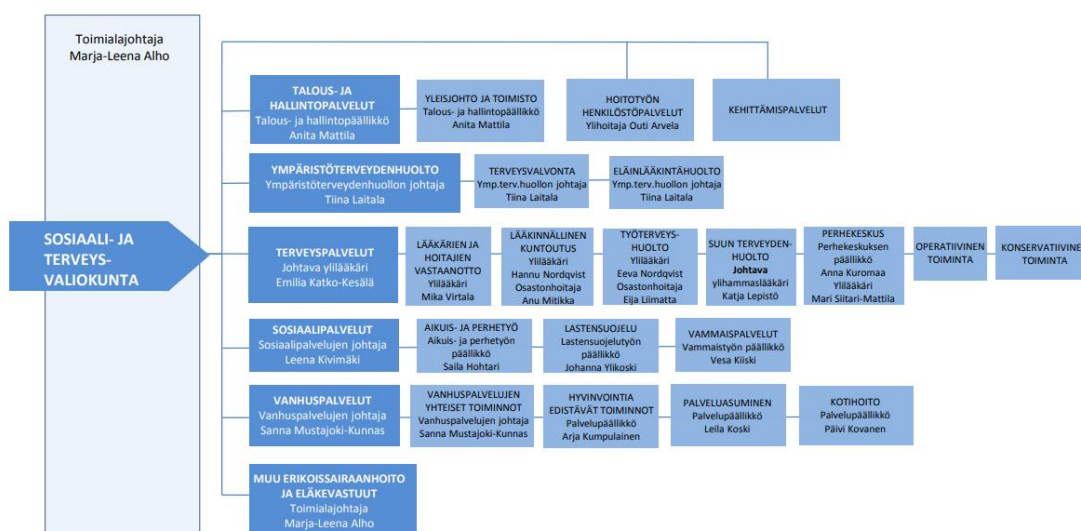 Toimialajohtaja
Marja-Leena Alho
SOSIAALI- JA
TERVEYS-
VALIOKUNTA
TALOUS- JA
HALLINTOPALVELUT
Talous- ja hallintopäällikkö
Anita Mattila
YLEISJOHTO JA TOIMISTO
Talous- ja hallintopäällikkö
Anita Mattila
HOITOTYÖN
HENKILÖSTÖPALVELUT
Ylihoitaja Outi Arvela
KEHITTÄMISPALVELUT
YMPÄRISTÖTERVEYDENHUOLTO
Ympäristöterveydenhuollon johtaja
Tiina Laitala
TERVEYSVALVONTA
Ymp.terv.huollon johtaja
Tiina Laitala
ELÄINLÄÄKINTÄHUOLTO
Ymp.terv.huollon johtaja
Tiina Laitala
TERVEYSPALVELUT
Johtava ylilääkäri
Emilia Katko-Kesälä
LÄÄKÄRIEN JA
HOITAJIEN
VASTAANOTTO
Ylilääkäri
Mika Virtala
LÄÄKINNÄLLINEN
KUNTOUTUS
Ylilääkäri
Hannu Nordqvist
Osastonhoitaja
Anu Mitikka
TYÖTERVEYS-
HUOLTO
Ylilääkäri
Eeva Nordqvist
Osastonhoitaja
Eija Liimatta
SUUN TERVEYDEN-
HUOLTO
Johtava
ylihammaslääkäri
Katja Lepistö
PERHEKESKUS
Perhekeskuksen
päällikkö
Anna Kuromaa
Ylilääkäri
Mari Siitari-Mattila
OPERATIIVINEN
TOIMINTA
KONSERVATIIVINEN
TOIMINTA
SOSIAALIPALVELUT
Sosiaalipalvelujen johtaja
Leena Kivimäki
AIKUIS- JA PERHETYÖ
Aikuis- ja perhetyön
päällikkö
Saila Hohtari
LASTENSUOJELU
Lastensuojelutyön
päällikkö
Johanna Ylikoski
VAMMAISPALVELUT
Vammaistyön päällikkö
Vesa Kiiski
VANHUSPALVELUT
Vanhuspalvelujen johtaja
Sanna Mustajoki-Kunnas
VANHUSPALVELUJEN
YHTEISET TOIMINNOT
Vanhuspalvelujen johtaja
Sanna Mustajoki-Kunnas
HYVINVOINTIA
EDISTÄVÄT TOIMINNOT
Palvelupäällikkö
Arja Kumpulainen
PALVELUASUMINEN
Palvelupäällikkö
Leila Koski
KOTIHOITO
Palvelupäällikkö
Päivi Kovanen
MUU ERIKOISSAIRAANHOITO
JA ELÄKEVASTUUT
Toimialajohtaja
Marja-Leena Alho